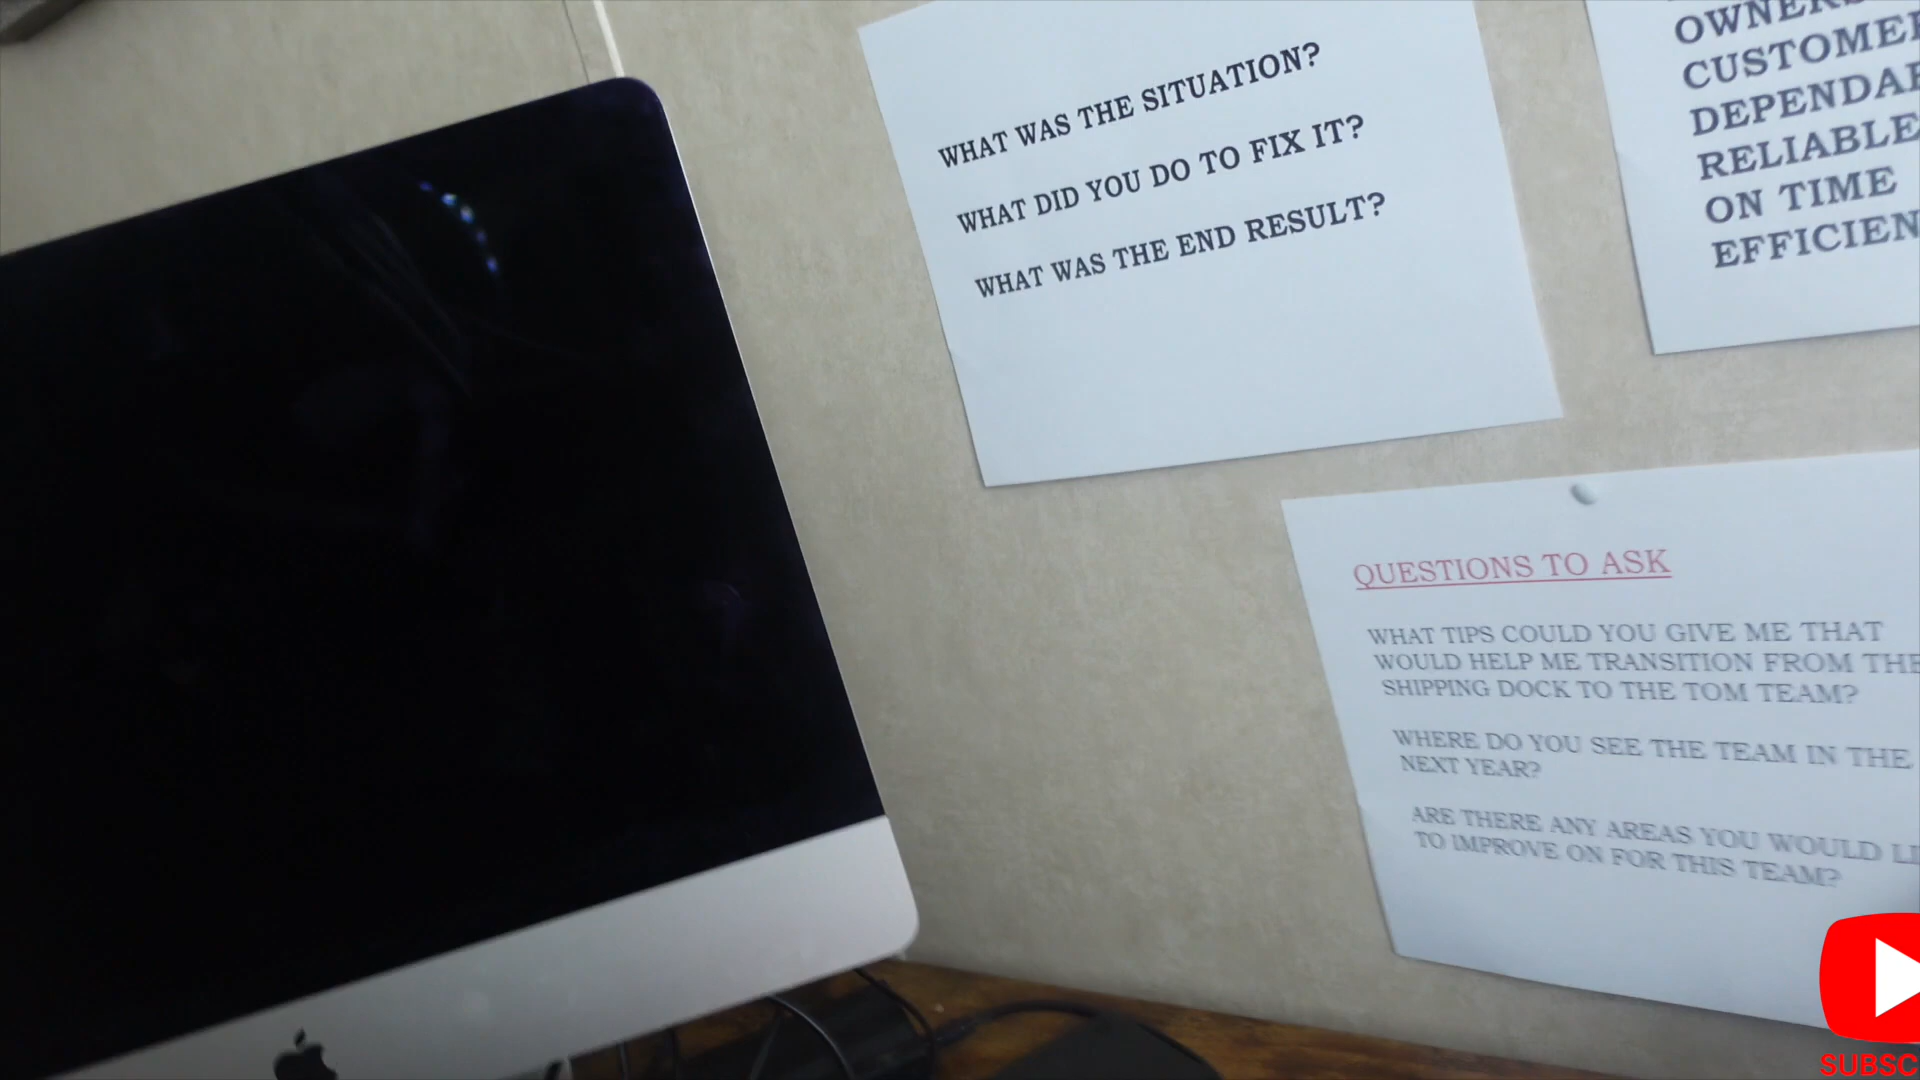 WHAT WAS THE SITUATION?
WHAT DID YOU DO TO FIX IT?
WHAT WAS THE END RESULT?
CUSTOME
DEPENDA
RELIABLE
ON TIME
EFFICIEN
QUESTIONS TO ASK
WHAT TIPS COULD YOU GIVE ME THAT
WOULD HELP ME TRANSITION FROM THE
SHIPPING DOCK TO THE TOM TEAM?
WHERE DO YOU SEE THE TEAM IN THE
NEXT YEAR?
ARE THERE ANY AREAS YOU WOULD LI
TO IMPROVE ON FOR THIS TEAM?
SUBSC